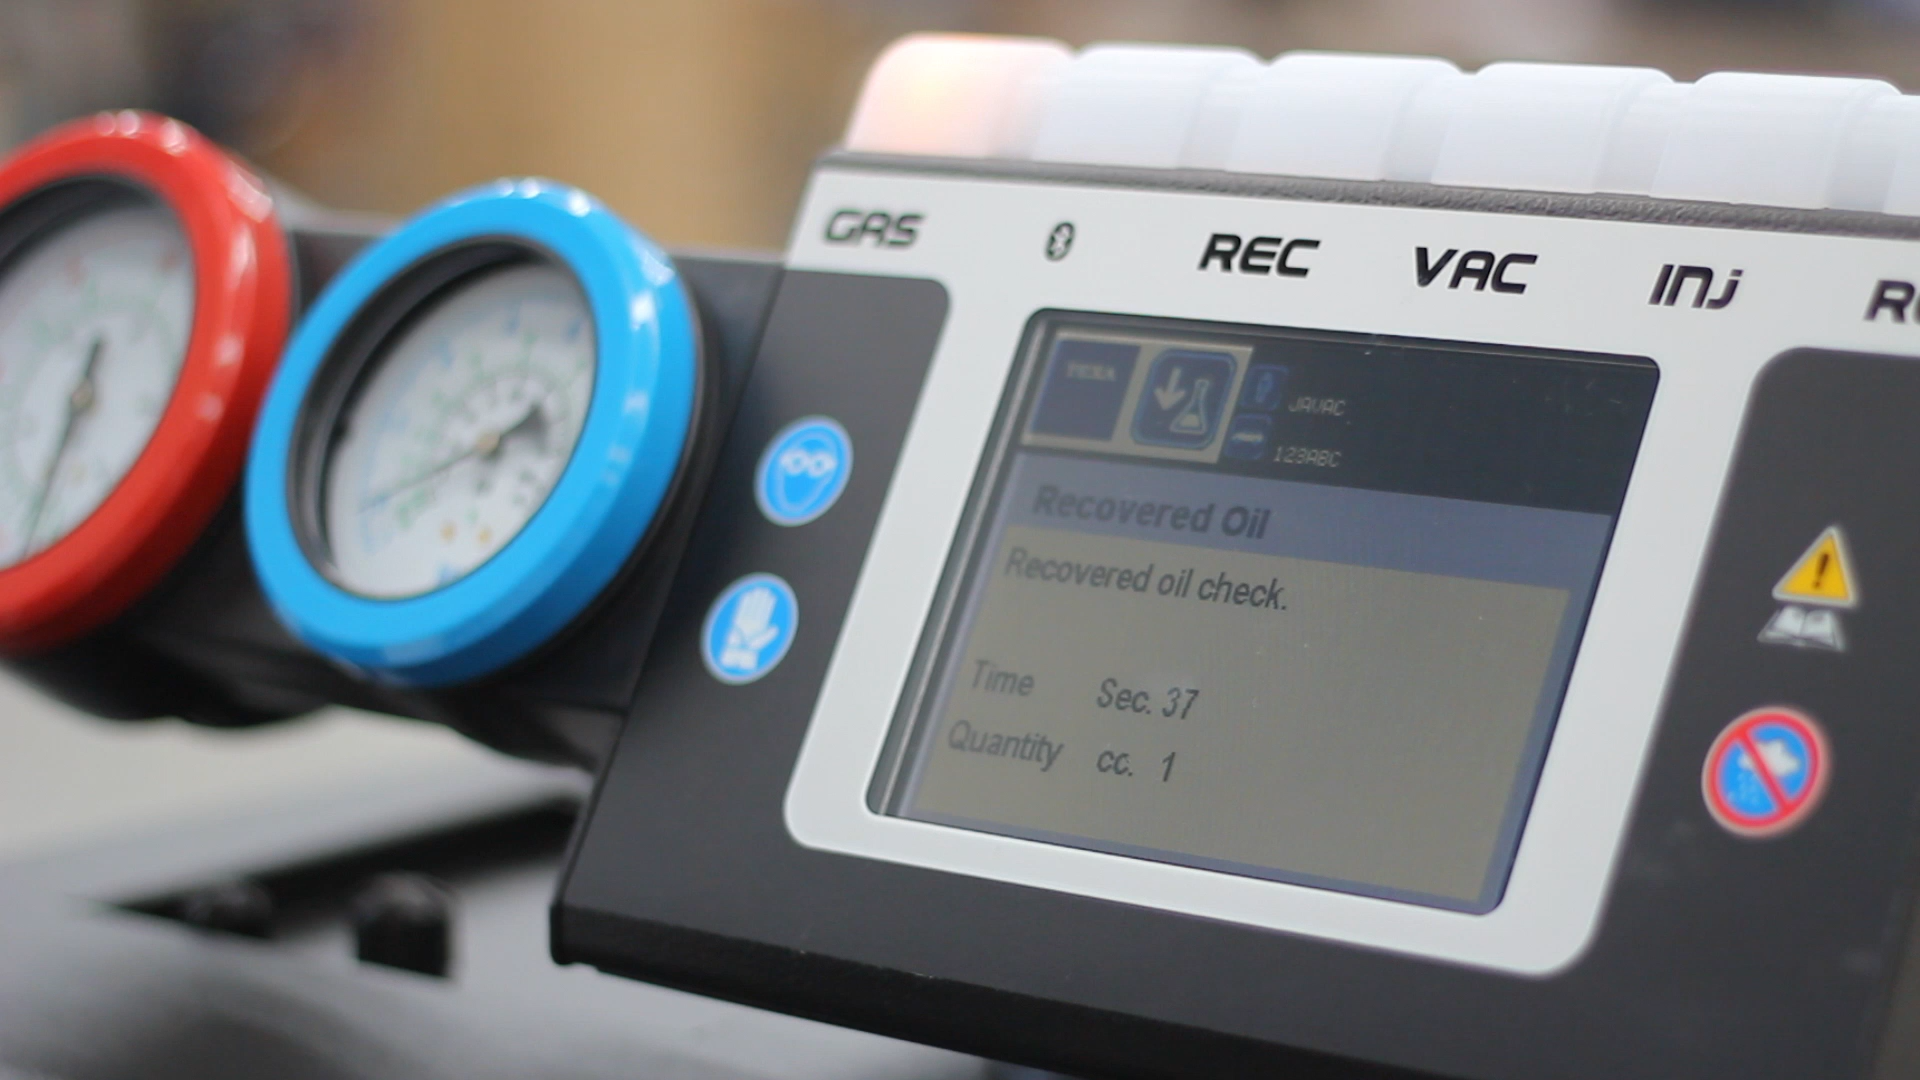 GAS
REC VAC INj
TEXA
JAVAC
123ABC
Recovered Oil
Recovered oil check.
Time Sec. 37
Quantity cc. 1